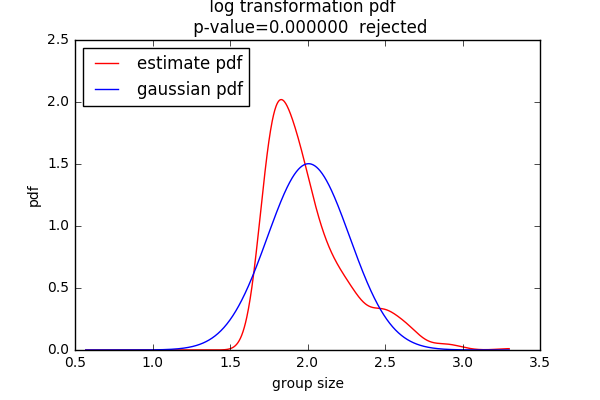 log transformation pdf
p-value=0.000000  rejected
estimate pdf
gaussian pdf
2.5
2.0
1.5
1.0
0.5
0.0
pdf
0.5 1.0 1.5 2.0 2.5 3.0 3.5
group size